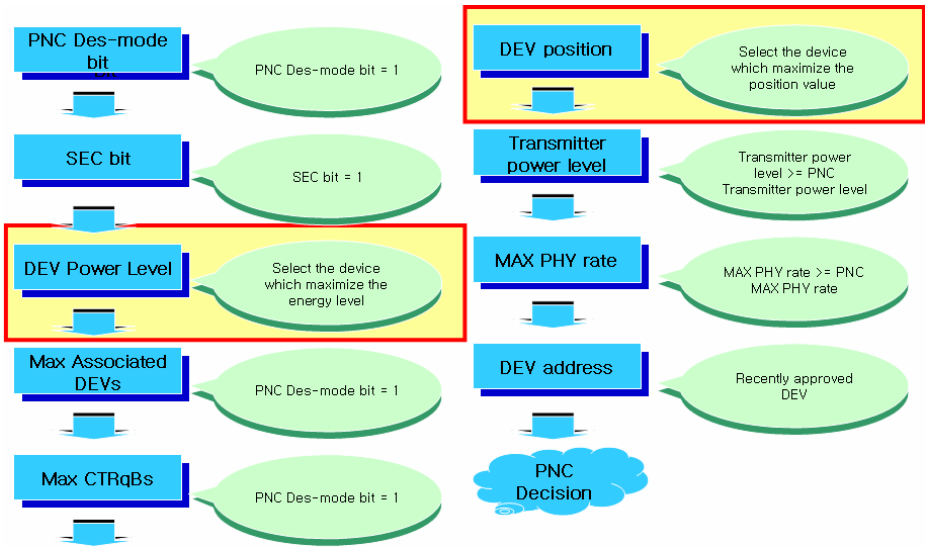 PNC Des-mode
bit
PNC Des-mode bit = 1
SEC bit
SEC bit = 1
DEV Power Level
Select the device
which maximize the
energy level
Max Associated
DEVs
PNC Des-mode bit = 1
Max CTRqBs
PNC Des-mode bit = 1
DEV position
Select the device
which maximize the
position value
Transmitter
power level
Transmitter power
level >= PNC
Transmitter power level
MAX PHY rate
MAX PHY rate >= PNC
MAX PHY rate
DEV address
Recently approved
DEV
PNC
Decision